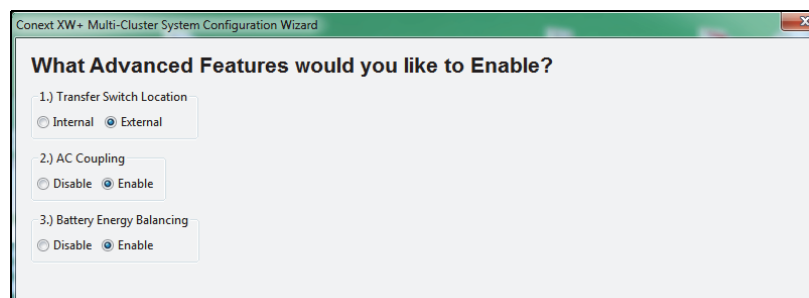 Conext XW+ Multi-Cluster System Configuration Wizard
What Advanced Features would you like to Enable?
1.) Transfer Switch Location
Internal External
2.) AC Coupling
Disable Enable
3.) Battery Energy Balancing
Disable Enable